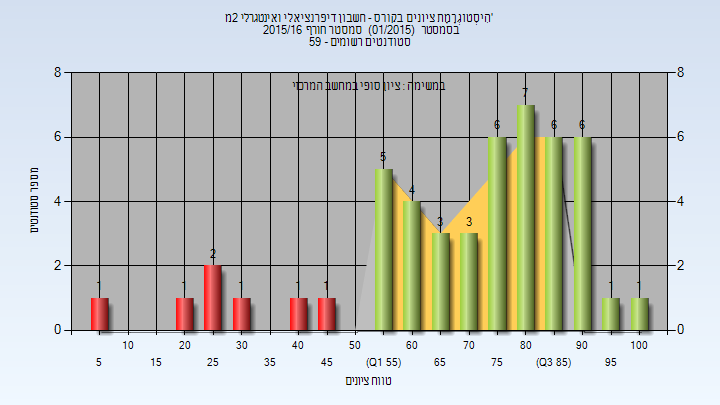 היסטוגרמת ציונים בקורס - חשבון דיפרנציאלי ואינטגרלי 2מ'
בסמסטר (01/2015) סמסטר חורף 2015/16
סטודנטים רשומים - 59
במשימה : ציון סופי במחשב המרכזי
מספר סטודנטים
8 8
6 6
4 4
2 2
0 0
1 1 2 1 1 1 5 4 3 3 6 7 6 6 1 1
10 20 30 40 50 60 70 80 90 100
5 15 25 35 45 (Q1 55) 65 75 (Q3 85) 95
טווח ציונים